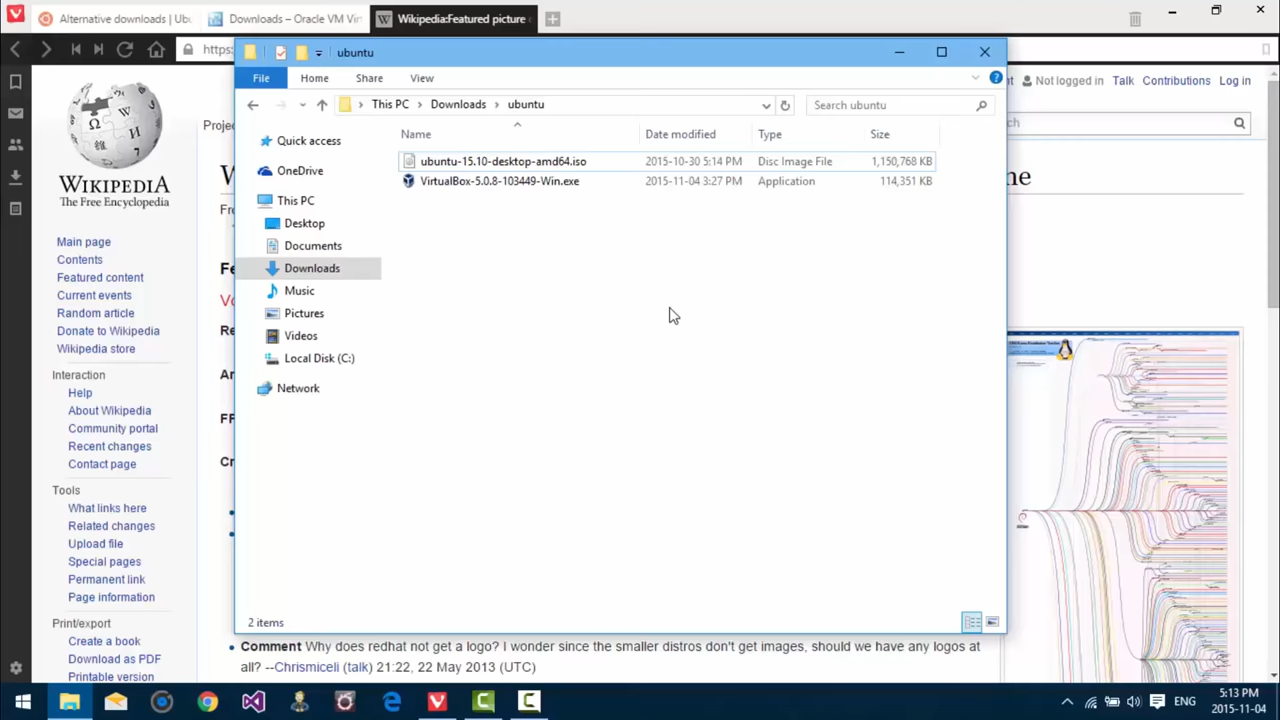 Alternative downloads | Ubu
Downloads – Oracle VM Virt
Wikipedia:Featured picture
https:
ubuntu
File
Home
Share
View
This PC
Downloads
ubuntu
Search ubuntu
Not logged in
Talk
Contributions
Log in
WIKIPEDIA
The Free Encyclopedia
Main page
Contents
Featured content
Current events
Random article
Donate to Wikipedia
Wikipedia store
Interaction
Help
About Wikipedia
Community portal
Recent changes
Contact page
Tools
What links here
Related changes
Upload file
Special pages
Permanent link
Page information
Print/export
Create a book
Download as PDF
Printable version
Quick access
OneDrive
This PC
Desktop
Documents
Downloads
Music
Pictures
Videos
Local Disk (C:)
Network
Name
Date modified
Type
Size
ubuntu-15.10-desktop-amd64.iso
2015-10-30 5:14 PM
Disc Image File
1,150,768 KB
VirtualBox-5.0.8-103449-Win.exe
2015-11-04 3:27 PM
Application
114,351 KB
2 items
Comment Why does redhat not get a logo? I wonder since the smaller distros don't get images, should we have any logos at
all? --Chrismiceli (talk) 21:22, 22 May 2013 (UTC)
ENG
5:13 PM
2015-11-04